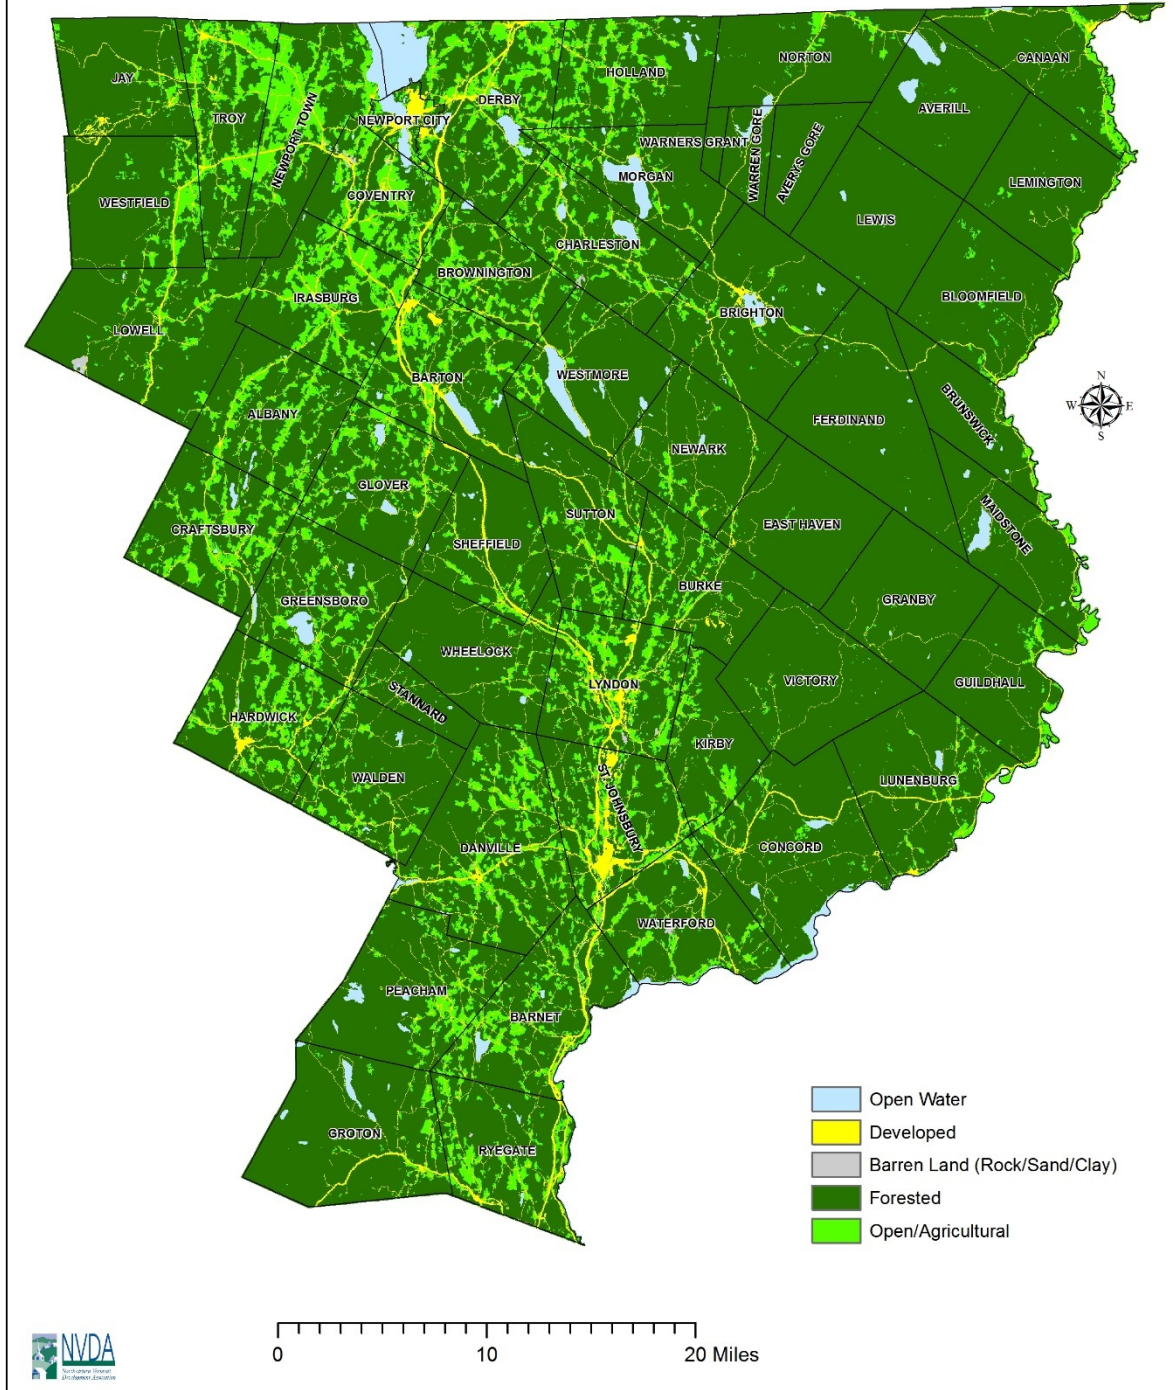 CANAAN
NORTON
HOLLAND
JAY
DERBY
AVERILL
TROY
NEWPORT CITY
NEWPORT TOWN
WARNERS GRANT
WARREN GORE
AVERYS GORE
MORGAN
LEMINGTON
COVENTRY
WESTFIELD
LEWIS
CHARLESTON
BROWNINGTON
BLOOMFIELD
IRASBURG
BRIGHTON
LOWELL
WESTMORE
BARTON
N
W
E
S
BRUNSWICK
ALBANY
FERDINAND
NEWARK
GLOVER
SUTTON
EAST HAVEN
MAIDSTONE
CRAFTSBURY
SHEFFIELD
BURKE
GREENSBORO
GRANBY
WHEELOCK
VICTORY
GUILDHALL
LYNDON
STANNARD
HARDWICK
KIRBY
WALDEN
LUNENBURG
ST. JOHNSBURY
DANVILLE
CONCORD
WATERFORD
PEACHAM
BARNET
GROTON
RYEGATE
Open Water
Developed
Barren Land (Rock/Sand/Clay)
Forested
Open/Agricultural
NVDA
Northeastern Vermont
Development Association
0 10 20 Miles